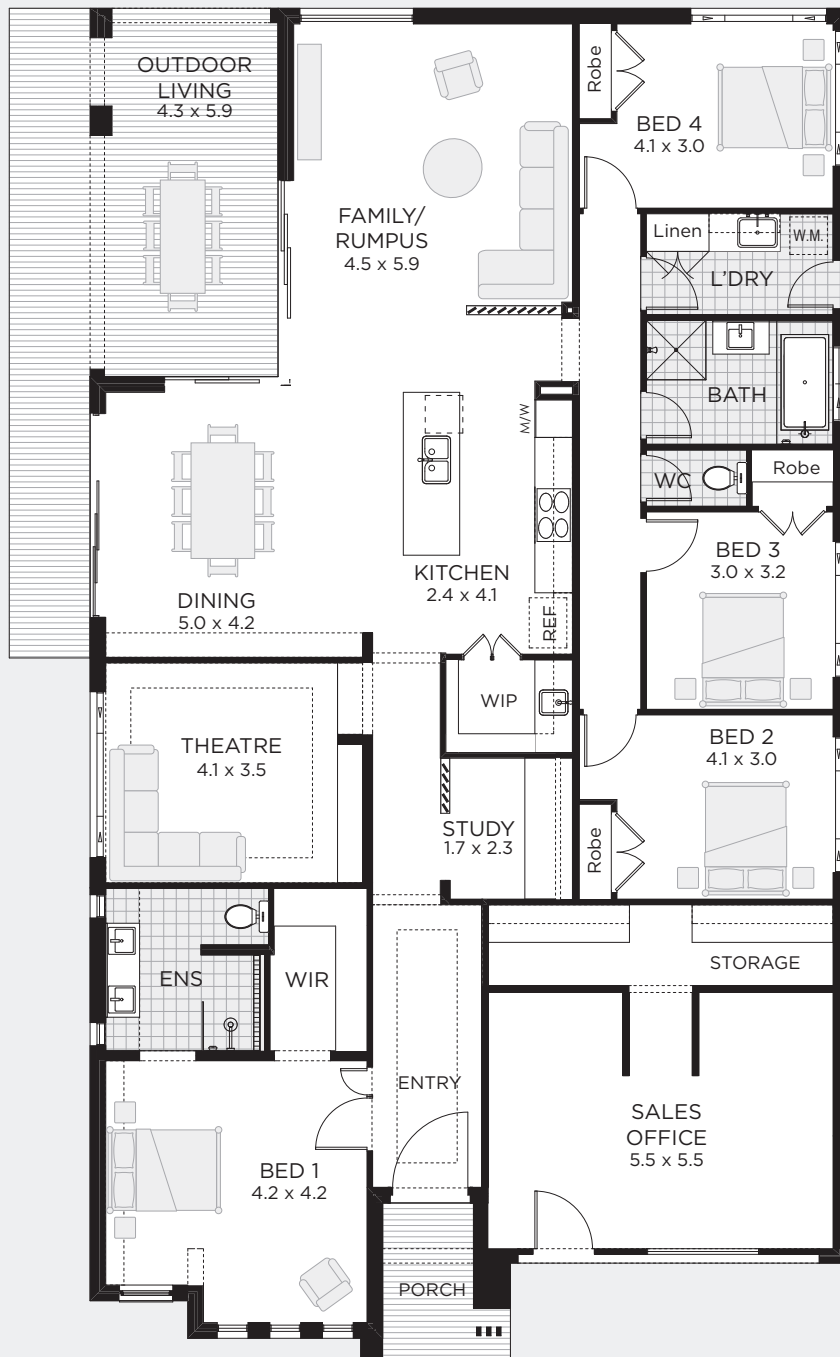 OUTDOOR
LIVING
4.3 x 5.9
Robe
BED 4
4.1 x 3.0
FAMILY/
RUMPUS
4.5 x 5.9
Linen
W.M.
L'DRY
BATH
M/W
WC
Robe
BED 3
3.0 x 3.2
KITCHEN
2.4 x 4.1
DINING
5.0 x 4.2
REF
WIP
THEATRE
4.1 x 3.5
BED 2
4.1 x 3.0
STUDY
1.7 x 2.3
Robe
STORAGE
ENS
WIR
ENTRY
SALES
OFFICE
5.5 x 5.5
BED 1
4.2 x 4.2
PORCH